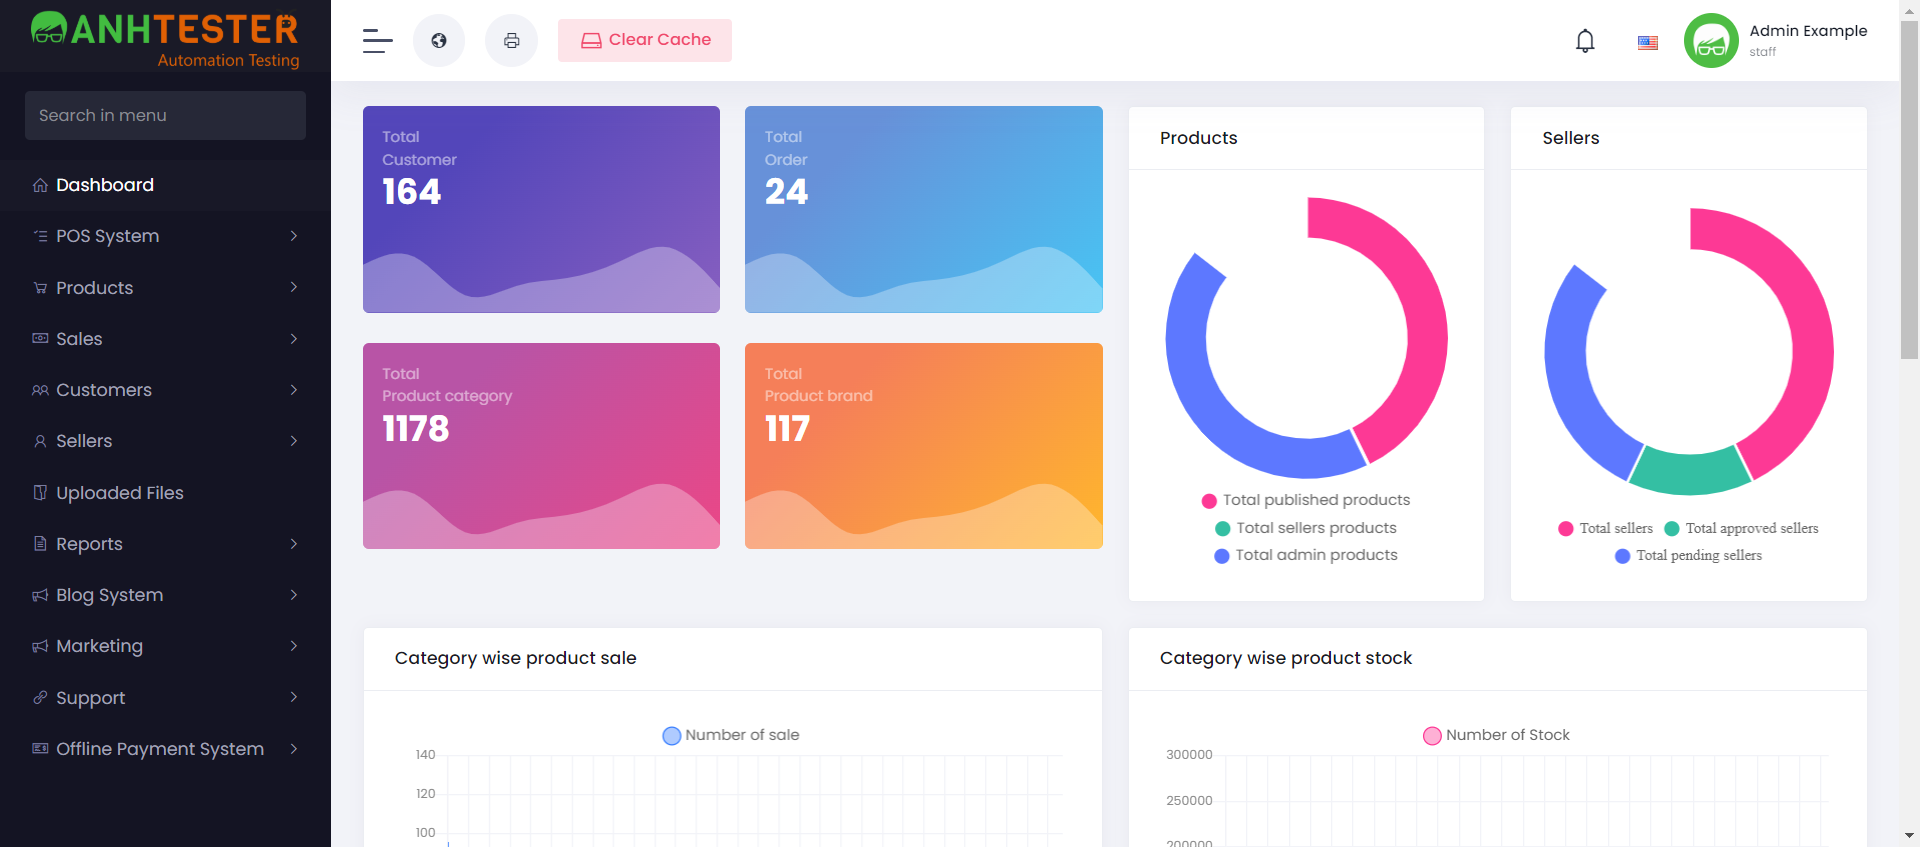 ANHTESTER
Automation Testing
Search in menu
Dashboard
POS System
Products
Sales
Customers
Sellers
Uploaded Files
Reports
Blog System
Marketing
Support
Offline Payment System
Clear Cache
Admin Example
staff
Total
Customer
164
Total
Order
24
Total
Product category
1178
Total
Product brand
117
Products
Total published products
Total sellers products
Total admin products
Sellers
Total sellers Total approved sellers
Total pending sellers
Category wise product sale
Number of sale
140
120
100
Category wise product stock
Number of Stock
300000
250000
200000